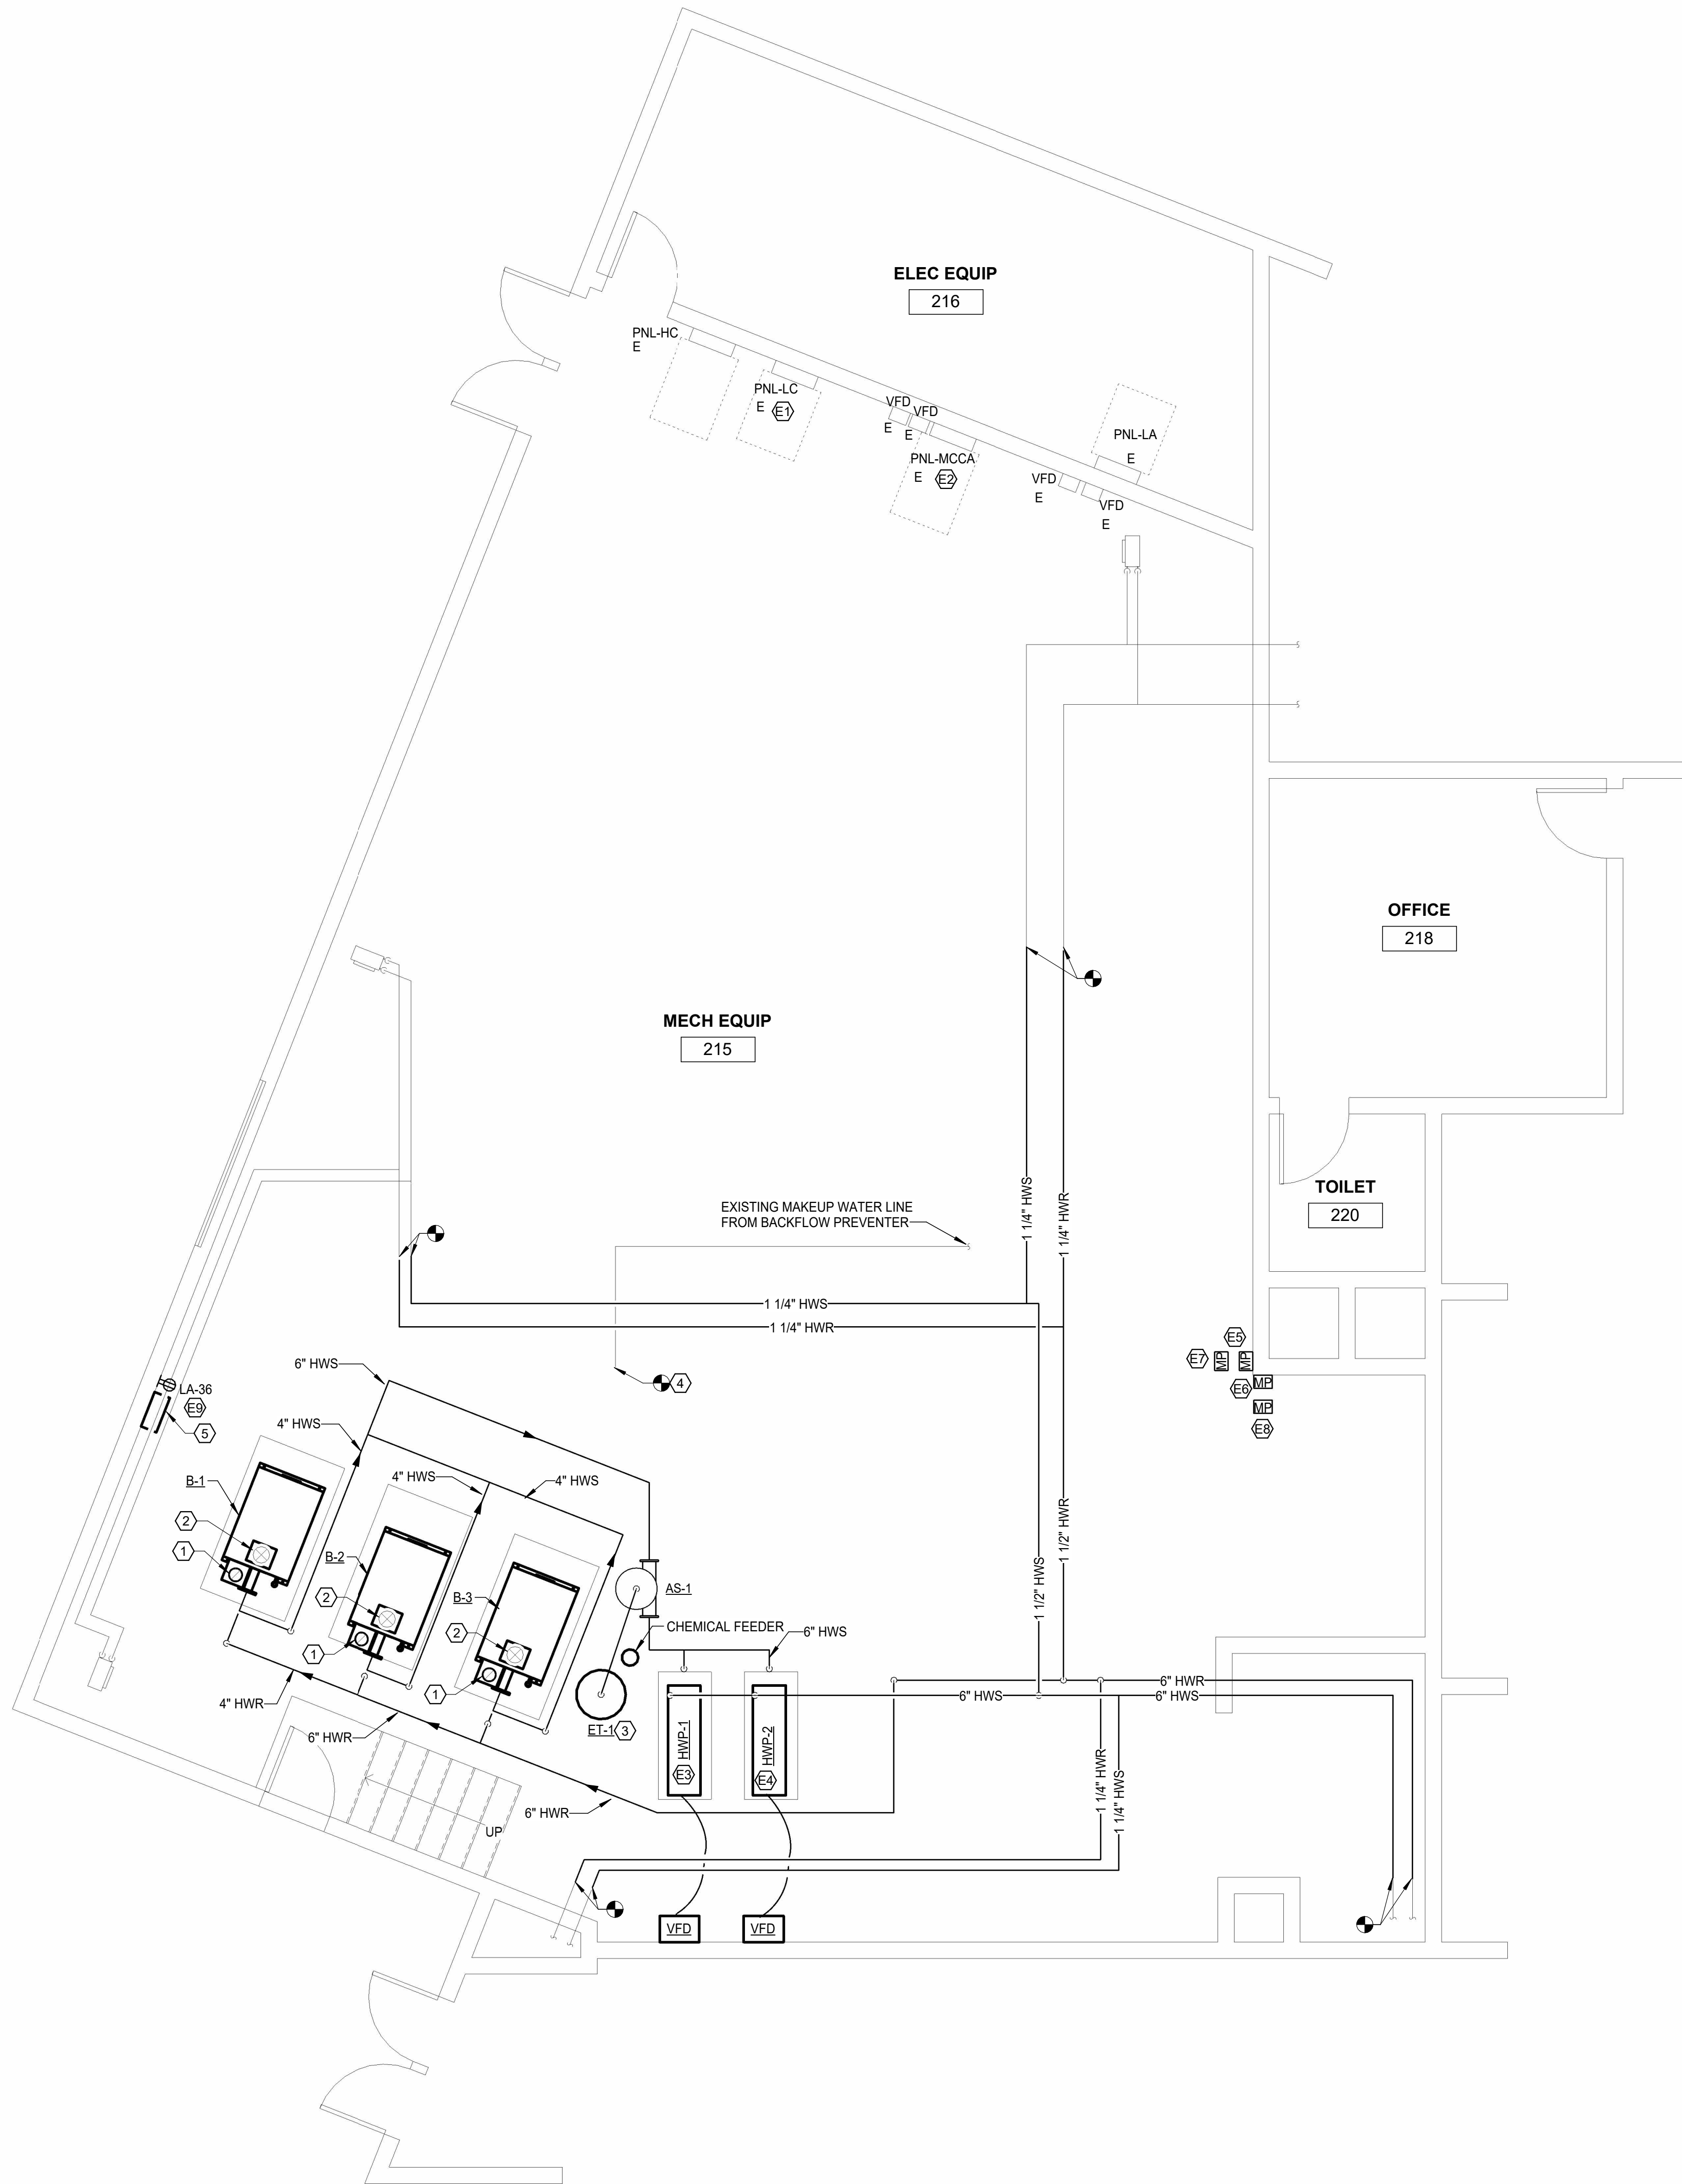 ELEC EQUIP
216
PNL-HC
E
PNL-LC
E
E1
VFD
E
VFD
E
PNL-MCCA
E
E2
PNL-LA
E
VFD
E
VFD
E
OFFICE
218
MECH EQUIP
215
TOILET
220
EXISTING MAKEUP WATER LINE
FROM BACKFLOW PREVENTER
1 1/4" HWS
1 1/4" HWR
1 1/4" HWS
1 1/4" HWR
6" HWS
4
E5
E7
MP
MP
E6
MP
MP
E8
LA-36
E9
5
4" HWS
4" HWS
4" HWS
B-1
2
1
B-2
2
1
B-3
2
1
AS-1
CHEMICAL FEEDER
6" HWS
1 1/2" HWS
1 1/2" HWR
6" HWR
6" HWS
6" HWS
4" HWR
6" HWR
ET-1
3
HWP-1
E3
HWP-2
E4
6" HWR
1 1/4" HWR
1 1/4" HWS
UP
VFD
VFD